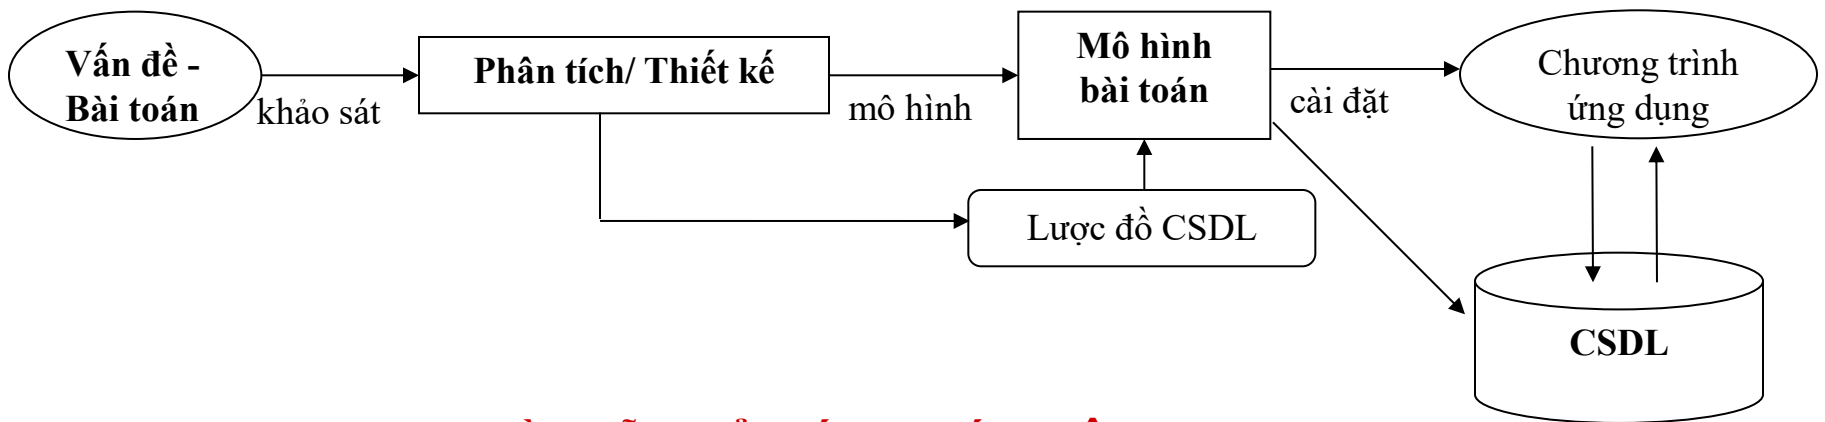 Vấn đề -
Bài toán
khảo sát
Phân tích/ Thiết kế
mô hình
Mô hình
bài toán
cài đặt
Chương trình
ứng dụng
Lược đồ CSDL
CSDL